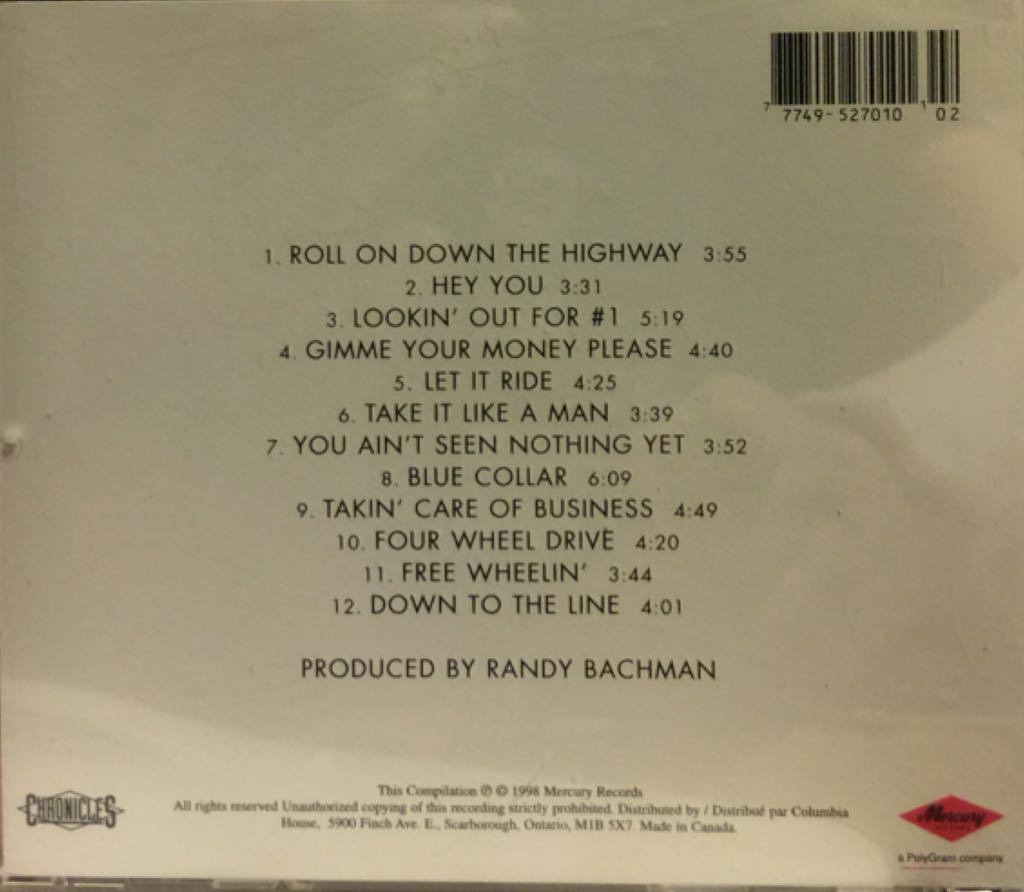 7 7749-527010 1 02
1. ROLL ON DOWN THE HIGHWAY 3:55
2. HEY YOU 3:31
3. LOOKIN' OUT FOR #1 5:19
4. GIMME YOUR MONEY PLEASE 4:40
5. LET IT RIDE 4:25
6. TAKE IT LIKE A MAN 3:39
7. YOU AIN'T SEEN NOTHING YET 3:52
8. BLUE COLLAR 6:09
9. TAKIN' CARE OF BUSINESS 4:49
10. FOUR WHEEL DRIVE 4:20
11. FREE WHEELIN' 3:44
12. DOWN TO THE LINE 4:01
PRODUCED BY RANDY BACHMAN
CHRONICLES
This Compilation ℗ © 1998 Mercury Records
All rights reserved Unauthorized copying of this recording strictly prohibited. Distributed by / Distribué par Columbia
House, 5900 Finch Ave. E., Scarborough, Ontario, M1B 5X7. Made in Canada.
Mercury
a PolyGram company